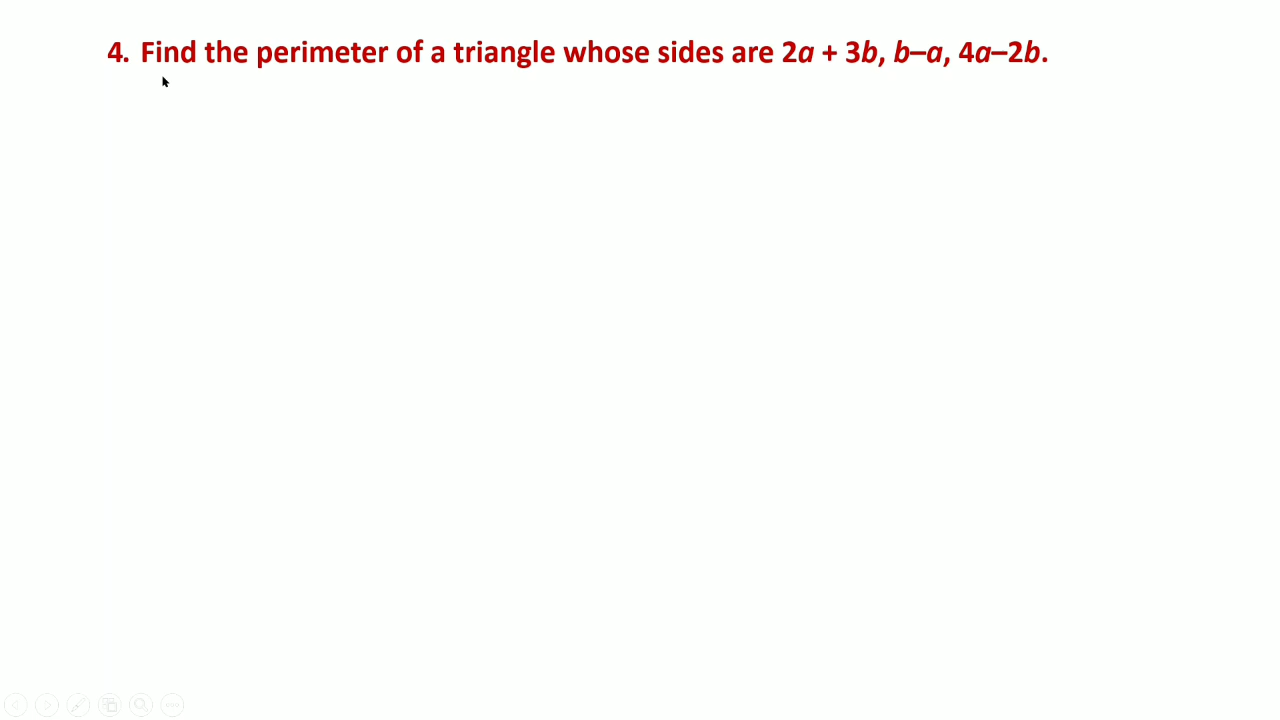 4. Find the perimeter of a triangle whose sides are 2a + 3b, b–a, 4a–2b.